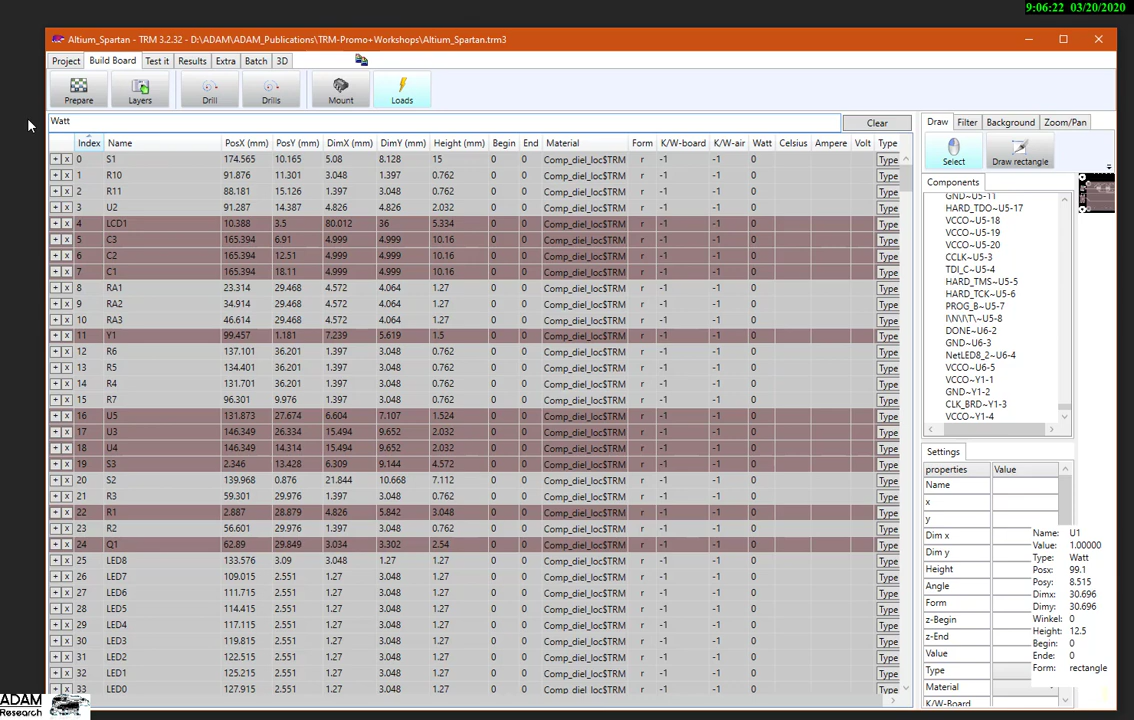 9:06:22 03/20/2020
Altium_Spartan - TRM 3.2.32 - D:\ADAM\ADAM_Publications\TRM-Promo+Workshops\Altium_Spartan.trm3
Project Build Board Test it Results Extra Batch 3D
Prepare Layers Drill Drills Mount Loads
Watt Clear
Index Name PosX (mm) PosY (mm) DimX (mm) DimY (mm) Height (mm) Begin End Material Form K/W-board K/W-air Watt Celsius Ampere Volt Type
+ x 0 S1 174.565 10.165 5.08 8.128 15 0 0 Comp_diel_loc$TRM r -1 -1 0 Type
+ x 1 R10 91.876 11.301 3.048 1.397 0.762 0 0 Comp_diel_loc$TRM r -1 -1 0 Type
+ x 2 R11 88.181 15.126 1.397 3.048 0.762 0 0 Comp_diel_loc$TRM r -1 -1 0 Type
+ x 3 U2 91.287 14.387 4.826 4.826 2.032 0 0 Comp_diel_loc$TRM r -1 -1 0 Type
+ x 4 LCD1 10.388 3.5 80.012 36 5.334 0 0 Comp_diel_loc$TRM r -1 -1 0 Type
+ x 5 C3 165.394 6.91 4.999 4.999 10.16 0 0 Comp_diel_loc$TRM r -1 -1 0 Type
+ x 6 C2 165.394 12.51 4.999 4.999 10.16 0 0 Comp_diel_loc$TRM r -1 -1 0 Type
+ x 7 C1 165.394 18.11 4.999 4.999 10.16 0 0 Comp_diel_loc$TRM r -1 -1 0 Type
+ x 8 RA1 23.314 29.468 4.572 4.064 1.27 0 0 Comp_diel_loc$TRM r -1 -1 0 Type
+ x 9 RA2 34.914 29.468 4.572 4.064 1.27 0 0 Comp_diel_loc$TRM r -1 -1 0 Type
+ x 10 RA3 46.614 29.468 4.572 4.064 1.27 0 0 Comp_diel_loc$TRM r -1 -1 0 Type
+ x 11 Y1 99.457 1.181 7.239 5.619 1.5 0 0 Comp_diel_loc$TRM r -1 -1 0 Type
+ x 12 R6 137.101 36.201 1.397 3.048 0.762 0 0 Comp_diel_loc$TRM r -1 -1 0 Type
+ x 13 R5 134.401 36.201 1.397 3.048 0.762 0 0 Comp_diel_loc$TRM r -1 -1 0 Type
+ x 14 R4 131.701 36.201 1.397 3.048 0.762 0 0 Comp_diel_loc$TRM r -1 -1 0 Type
+ x 15 R7 96.301 9.976 1.397 3.048 0.762 0 0 Comp_diel_loc$TRM r -1 -1 0 Type
+ x 16 U5 131.873 27.674 6.604 7.107 1.524 0 0 Comp_diel_loc$TRM r -1 -1 0 Type
+ x 17 U3 146.349 26.334 15.494 9.652 2.032 0 0 Comp_diel_loc$TRM r -1 -1 0 Type
+ x 18 U4 146.349 14.314 15.494 9.652 2.032 0 0 Comp_diel_loc$TRM r -1 -1 0 Type
+ x 19 S3 2.346 13.428 6.309 9.144 4.572 0 0 Comp_diel_loc$TRM r -1 -1 0 Type
+ x 20 S2 139.968 0.876 21.844 10.668 7.112 0 0 Comp_diel_loc$TRM r -1 -1 0 Type
+ x 21 R3 59.301 29.976 1.397 3.048 0.762 0 0 Comp_diel_loc$TRM r -1 -1 0 Type
+ x 22 R1 2.887 28.879 4.826 5.842 3.048 0 0 Comp_diel_loc$TRM r -1 -1 0 Type
+ x 23 R2 56.601 29.976 1.397 3.048 0.762 0 0 Comp_diel_loc$TRM r -1 -1 0 Type
+ x 24 Q1 62.89 29.849 3.034 3.302 2.54 0 0 Comp_diel_loc$TRM r -1 -1 0 Type
+ x 25 LED8 133.576 3.09 3.048 1.27 1.27 0 0 Comp_diel_loc$TRM r -1 -1 0 Type
+ x 26 LED7 109.015 2.551 1.27 3.048 1.27 0 0 Comp_diel_loc$TRM r -1 -1 0 Type
+ x 27 LED6 111.715 2.551 1.27 3.048 1.27 0 0 Comp_diel_loc$TRM r -1 -1 0 Type
+ x 28 LED5 114.415 2.551 1.27 3.048 1.27 0 0 Comp_diel_loc$TRM r -1 -1 0 Type
+ x 29 LED4 117.115 2.551 1.27 3.048 1.27 0 0 Comp_diel_loc$TRM r -1 -1 0 Type
+ x 30 LED3 119.815 2.551 1.27 3.048 1.27 0 0 Comp_diel_loc$TRM r -1 -1 0 Type
+ x 31 LED2 122.515 2.551 1.27 3.048 1.27 0 0 Comp_diel_loc$TRM r -1 -1 0 Type
+ x 32 LED1 125.215 2.551 1.27 3.048 1.27 0 0 Comp_diel_loc$TRM r -1 -1 0 Type
+ x 33 LED0 127.915 2.551 1.27 3.048 1.27 0 0 Comp_diel_loc$TRM r -1 -1 0 Type
Draw Filter Background Zoom/Pan
Select Draw rectangle
Components
GND~U5-11
HARD_TDO~U5-17
VCCO~U5-18
VCCO~U5-19
VCCO~U5-20
CCLK~U5-3
TDI_C~U5-4
HARD_TMS~U5-5
HARD_TCK~U5-6
PROG_B~U5-7
I\N\I\T\~U5-8
DONE~U6-2
GND~U6-3
NetLED8_2~U6-4
VCCO~U6-5
VCCO~Y1-1
GND~Y1-2
CLK_BRD~Y1-3
VCCO~Y1-4
Settings
properties Value
Name
x
y
Dim x
Dim y
Height
Angle
Form
z-Begin
z-End
Value
Type
Material
K/W-Board
Name: U1
Value: 1.00000
Type: Watt
Posx: 99.1
Posy: 8.515
Dimx: 30.696
Dimy: 30.696
Winkel: 0
Height: 12.5
Begin: 0
Ende: 0
Form: rectangle
ADAM
Research